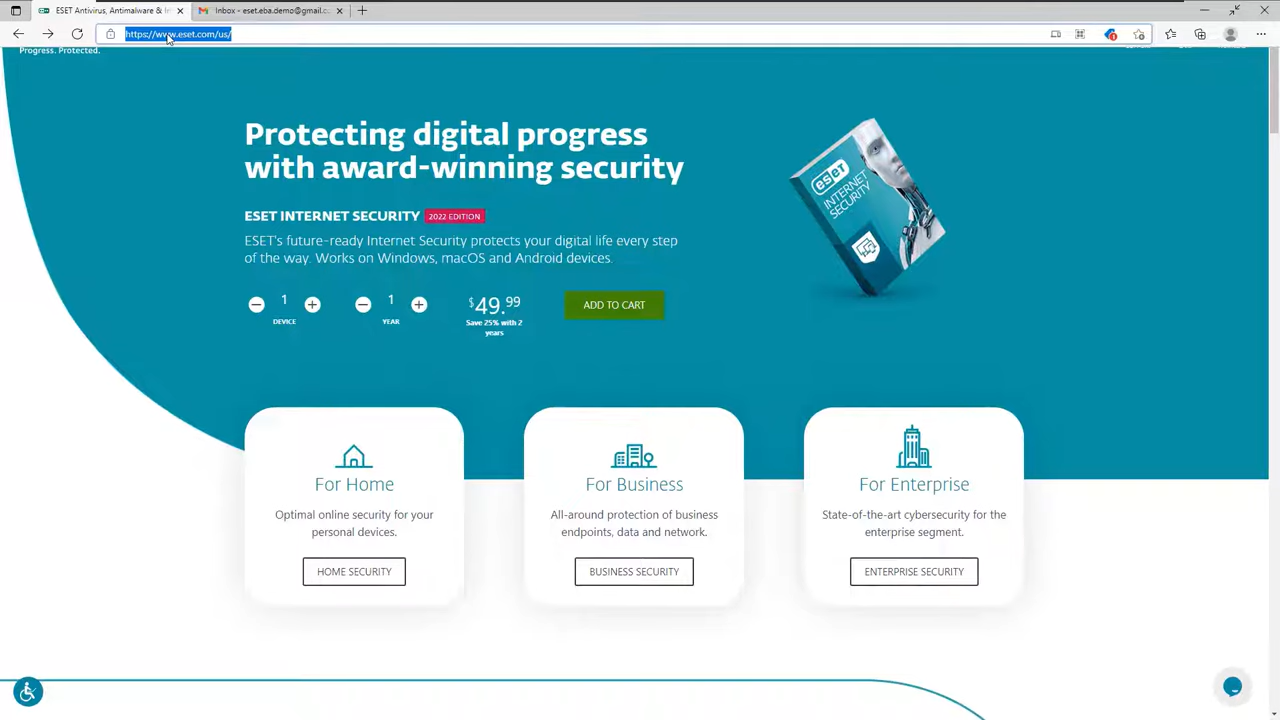 ESET Antivirus, Antimalware & In
Inbox - eset.eba.demo@gmail.c
https://www.eset.com/us/
1
Progress. Protected.
Protecting digital progress
with award-winning security
ESET INTERNET SECURITY 2022 EDITION
ESET's future-ready Internet Security protects your digital life every step
of the way. Works on Windows, macOS and Android devices.
1
DEVICE
1
YEAR
$49.99
Save 25% with 2
years
ADD TO CART
eset
INTERNET
SECURITY
For Home
Optimal online security for your
personal devices.
HOME SECURITY
For Business
All-around protection of business
endpoints, data and network.
BUSINESS SECURITY
For Enterprise
State-of-the-art cybersecurity for the
enterprise segment.
ENTERPRISE SECURITY